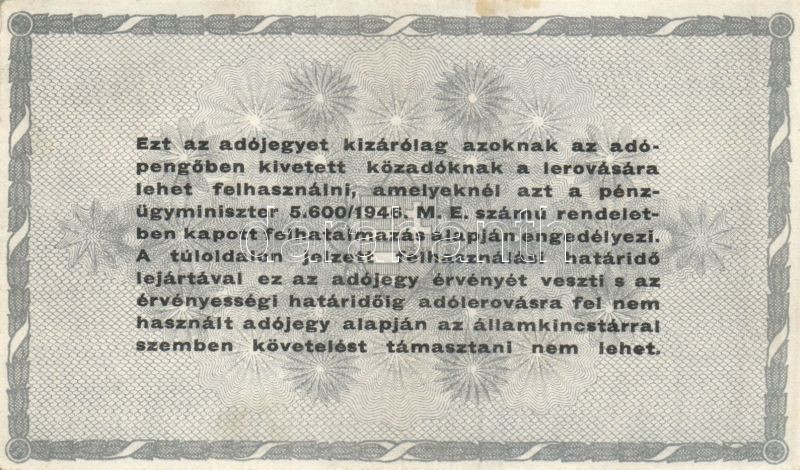 Ezt az adójegyet kizárólag azoknak az adó-
pengőben kivetett közadóknak a lerovására
lehet felhasználni, amelyeknél azt a pénz-
ügyminiszter 5.600/1946. M. E. számú rendelet-
ben kapott felhatalmazás alapján engedélyezi.
A túloldalon jelzett felhasználási határidő
lejártával ez az adójegy érvényét veszti s az
érvényességi határidőig adólerovásra fel nem
használt adójegy alapján az államkincstárral
szemben követelést támasztani nem lehet.